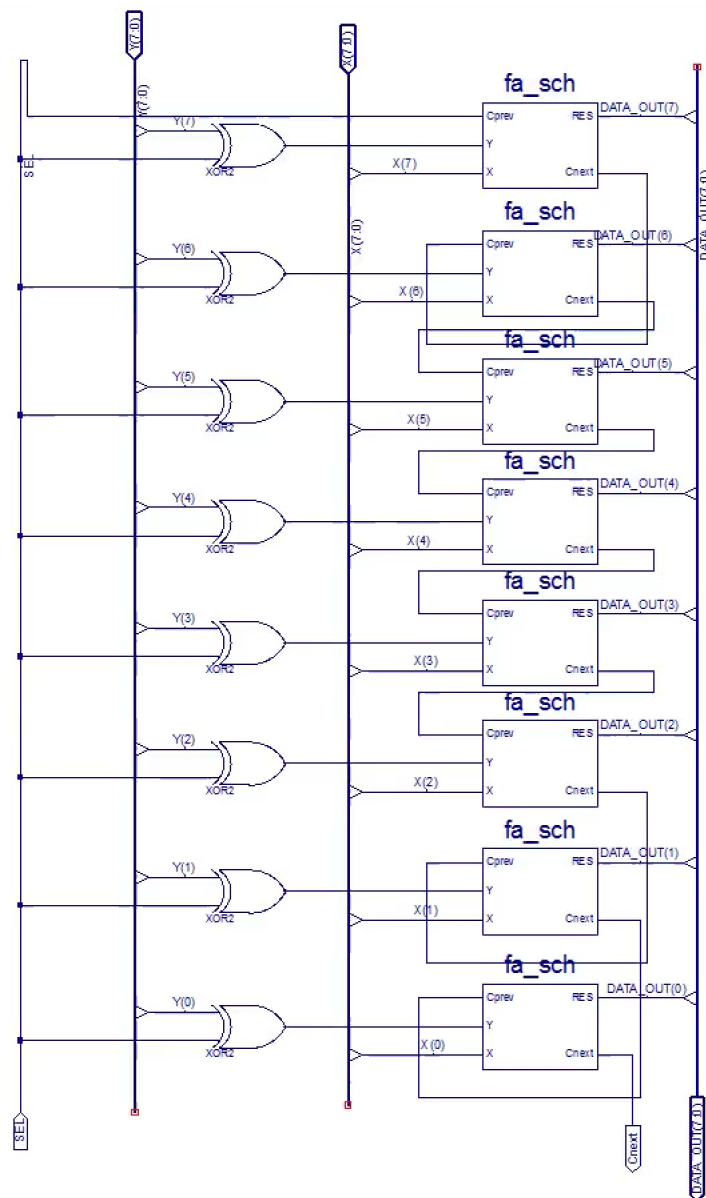 Y(7:0)
X(7:0)
Y(7:0)
fa_sch
DATA_OUT(7)
Cprev
RES
Y(7)
Y
SEL
XOR2
X(7)
X
Cnext
DATA_OUT(7:0)
X(7:0)
fa_sch
DATA_OUT(6)
Cprev
RES
Y(6)
Y
XOR2
X(6)
X
Cnext
fa_sch
DATA_OUT(5)
Cprev
RES
Y(5)
Y
XOR2
X(5)
X
Cnext
fa_sch
DATA_OUT(4)
Cprev
RES
Y(4)
Y
XOR2
X(4)
X
Cnext
fa_sch
DATA_OUT(3)
Cprev
RES
Y(3)
Y
XOR2
X(3)
X
Cnext
fa_sch
DATA_OUT(2)
Cprev
RES
Y(2)
Y
XOR2
X(2)
X
Cnext
fa_sch
DATA_OUT(1)
Cprev
RES
Y(1)
Y
XOR2
X(1)
X
Cnext
fa_sch
DATA_OUT(0)
Cprev
RES
Y(0)
Y
XOR2
X(0)
X
Cnext
SEL
Cnext
DATA_OUT(7:0)